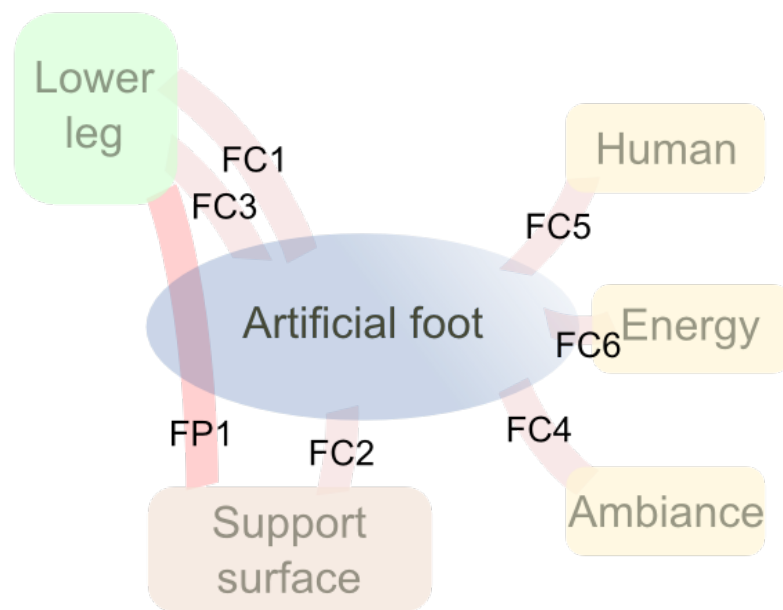 Lower
leg
FC1
FC3
Human
FC5
Artificial foot
Energy
FC6
FP1
FC2
FC4
Support
surface
Ambiance